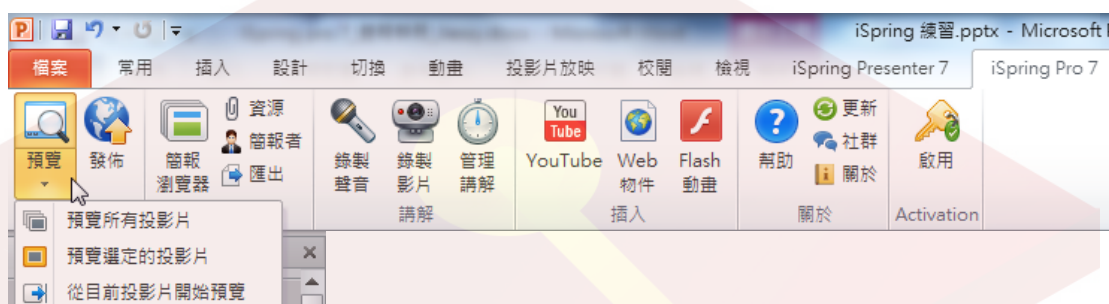 iSpring 練習.pptx - Microsoft
檔案 常用 插入 設計 切換 動畫 投影片放映 校閱 檢視 iSpring Presenter 7 iSpring Pro 7
預覽 發佈 簡報瀏覽器 資源 簡報者 匯出 錄製聲音 錄製影片 管理講解 You Tube YouTube Web 物件 Flash 動畫 幫助 更新 社群 關於 啟用
講解 插入 關於 Activation
預覽所有投影片
預覽選定的投影片
從目前投影片開始預覽